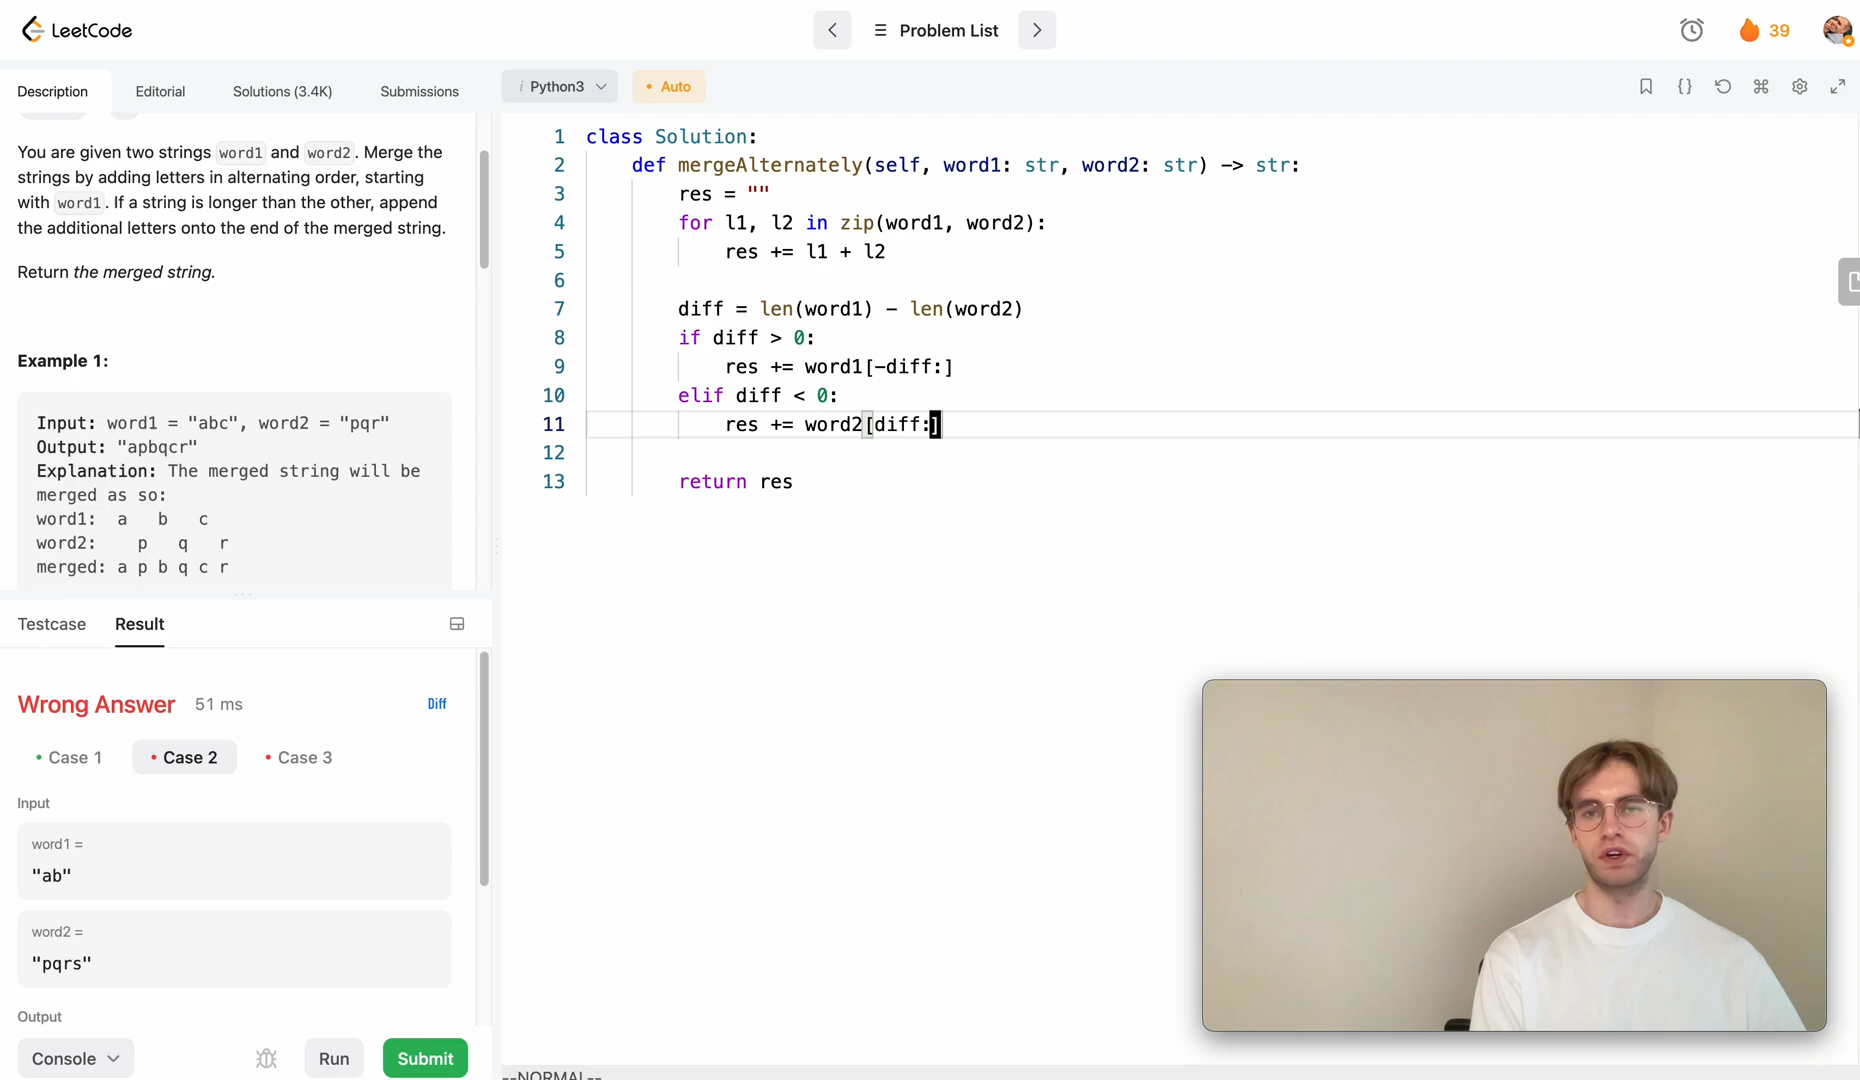 LeetCode
Problem List
39
Description
Editorial
Solutions (3.4K)
Submissions
i Python3
• Auto
You are given two strings word1 and word2. Merge the
strings by adding letters in alternating order, starting
with word1. If a string is longer than the other, append
the additional letters onto the end of the merged string.
Return the merged string.
Example 1:
Input: word1 = "abc", word2 = "pqr"
Output: "apbqcr"
Explanation: The merged string will be
merged as so:
word1:  a   b   c
word2:    p   q   r
merged: a p b q c r
Testcase
Result
Wrong Answer
51 ms
Diff
• Case 1
• Case 2
• Case 3
Input
word1 =
"ab"
word2 =
"pqrs"
Output
Console
Run
Submit
1 class Solution:
2     def mergeAlternately(self, word1: str, word2: str) -> str:
3         res = ""
4         for l1, l2 in zip(word1, word2):
5             res += l1 + l2
6
7         diff = len(word1) - len(word2)
8         if diff > 0:
9             res += word1[-diff:]
10         elif diff < 0:
11             res += word2[diff:]
12
13         return res
--NORMAL--